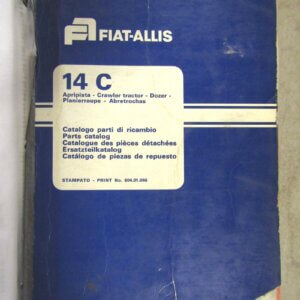 FIAT-ALLIS
14 C
Apripista - Crawler tractor - Dozer -
Planierraupe - Abretrochas
Catalogo parti di ricambio
Parts catalog
Catalogue des pièces détachées
Ersatzteilkatalog
Catálogo de piezas de repuesto
STAMPATO - PRINT No. 604.01.066